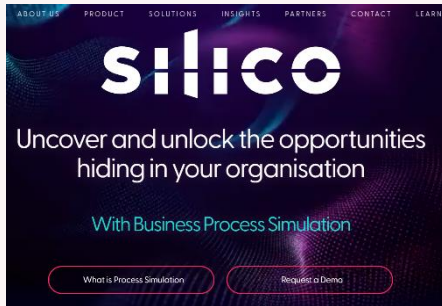 ABOUT US PRODUCT SOLUTIONS INSIGHTS PARTNERS CONTACT LEARN
silico
Uncover and unlock the opportunities
hiding in your organisation
With Business Process Simulation
What is Process Simulation Request a Demo